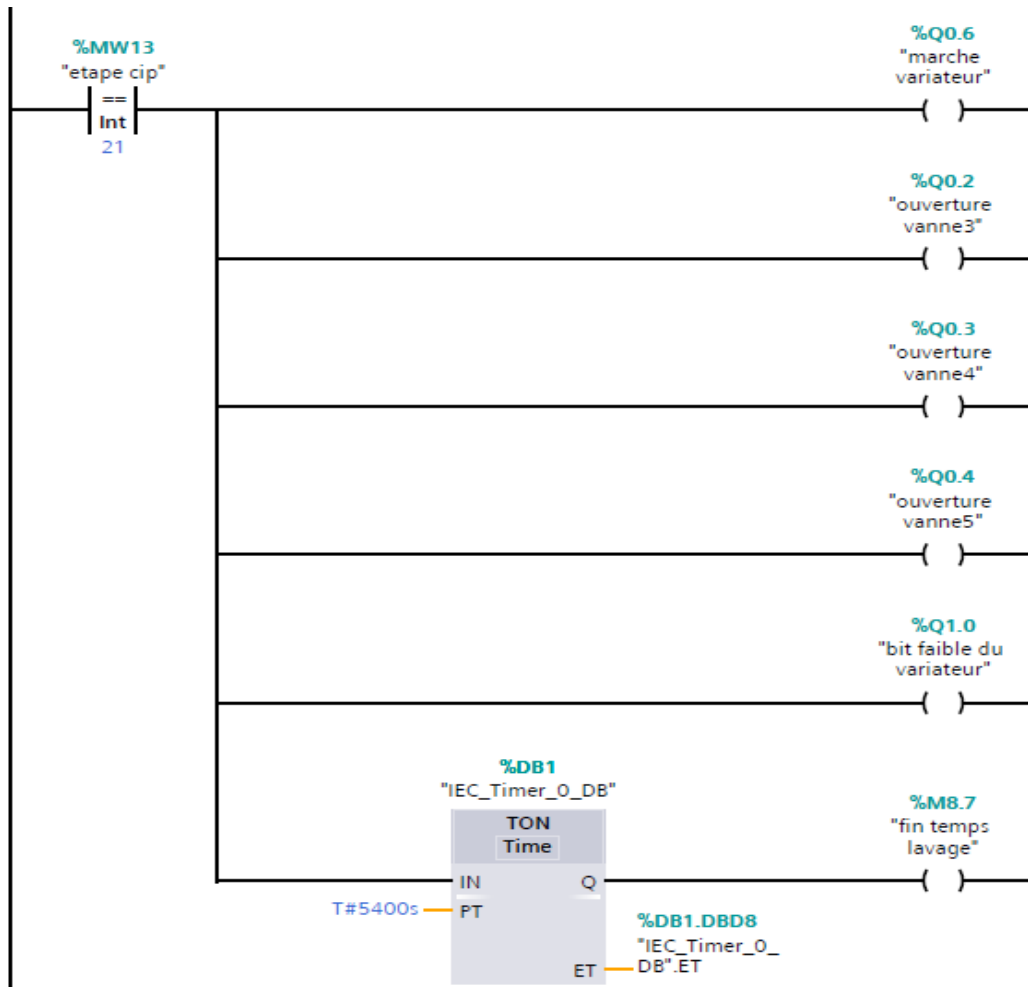 %MW13
"etape cip"
==
Int
21
%Q0.6
"marche
variateur"
%Q0.2
"ouverture
vanne3"
%Q0.3
"ouverture
vanne4"
%Q0.4
"ouverture
vanne5"
%Q1.0
"bit faible du
variateur"
%DB1
"IEC_Timer_0_DB"
TON
Time
IN
Q
T#5400s
PT
ET
%DB1.DBD8
"IEC_Timer_0_
DB".ET
%M8.7
"fin temps
lavage"